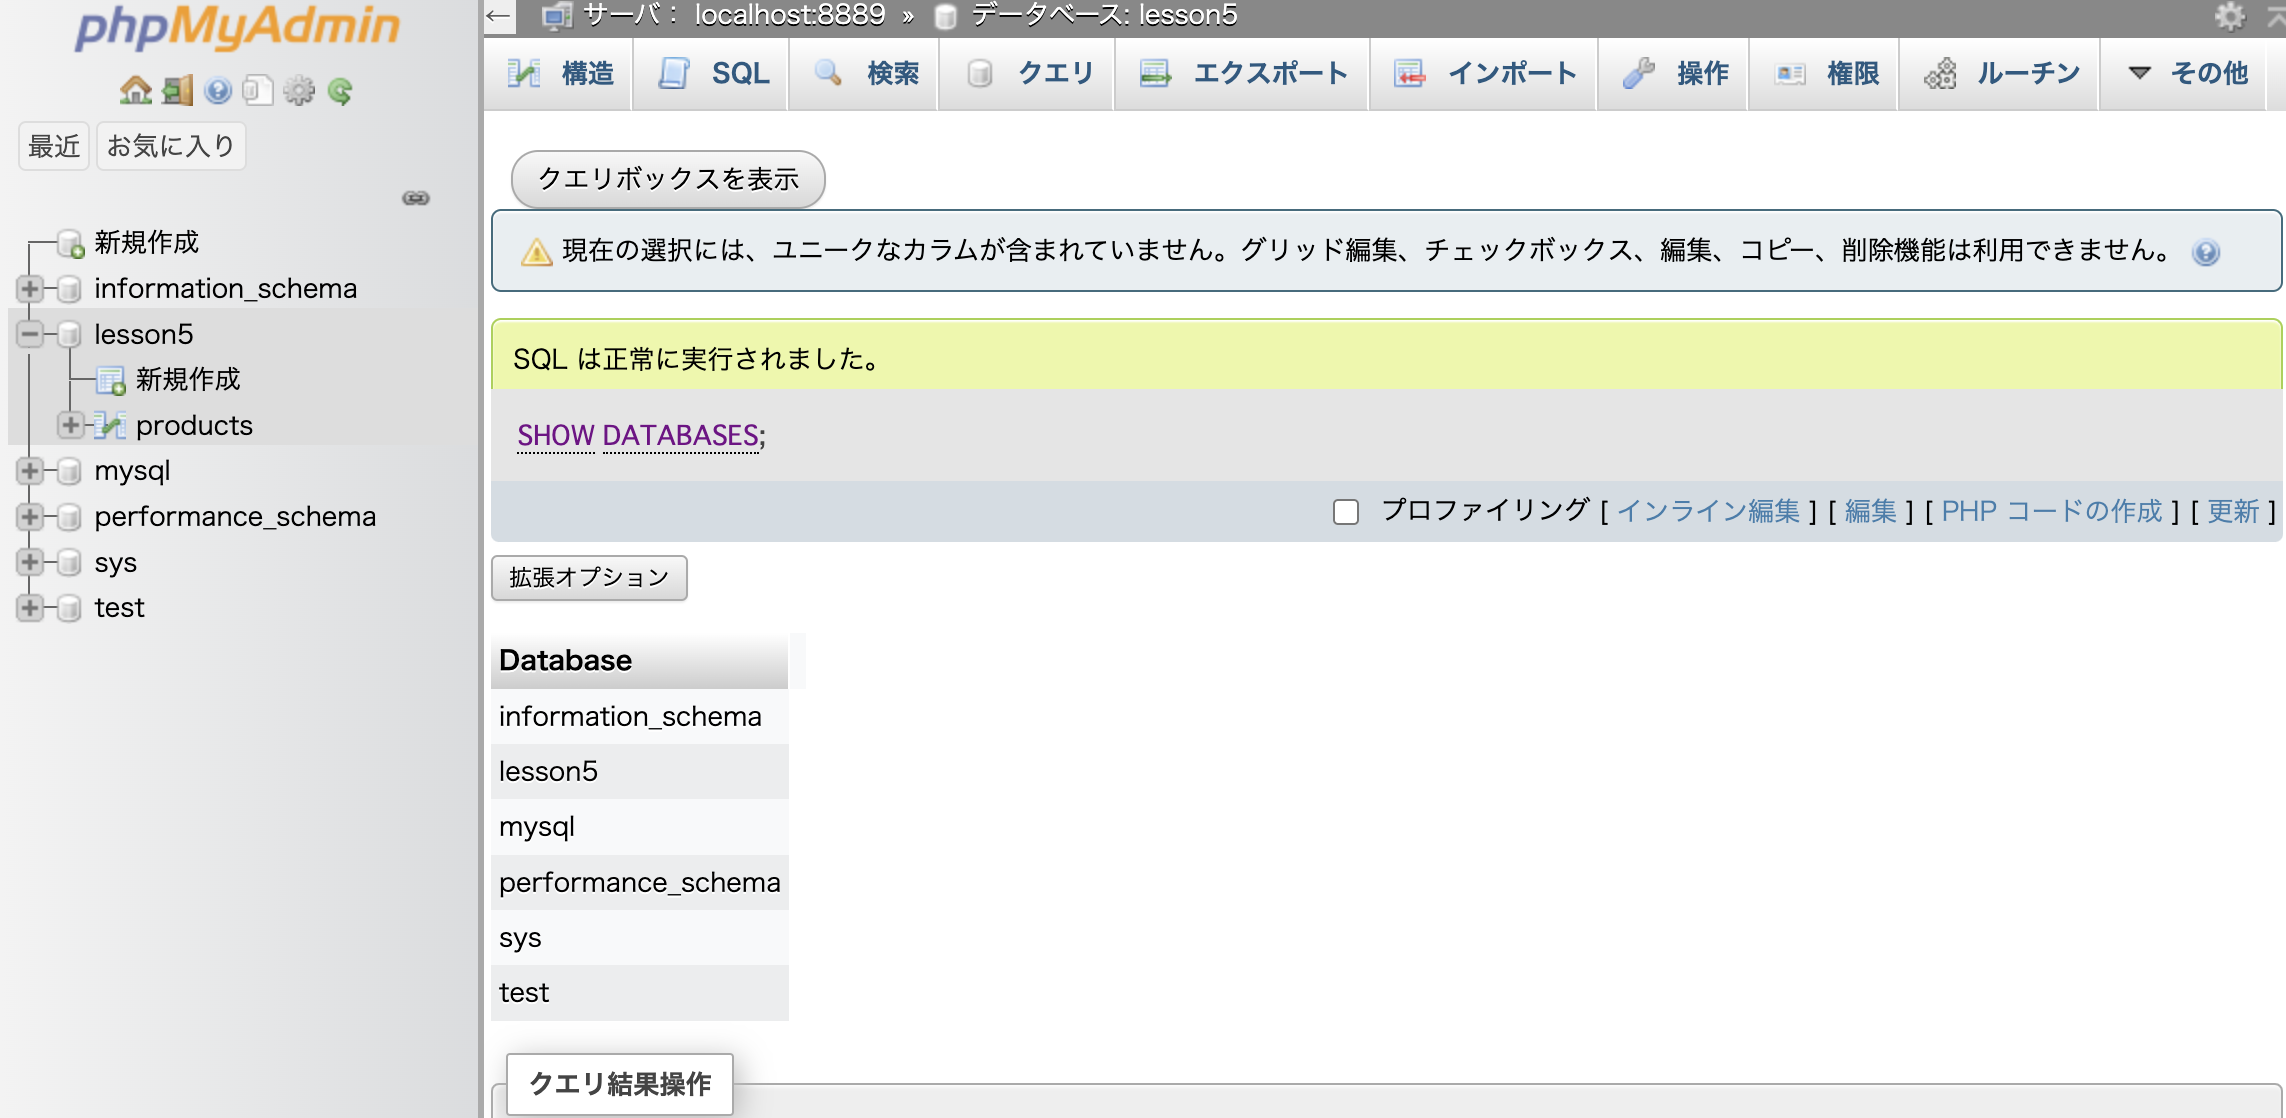 phpMyAdmin
最近 お気に入り
新規作成
information_schema
lesson5
新規作成
products
mysql
performance_schema
sys
test
サーバ： localhost:8889 » データベース: lesson5
構造 SQL 検索 クエリ エクスポート インポート 操作 権限 ルーチン その他
クエリボックスを表示
現在の選択には、ユニークなカラムが含まれていません。グリッド編集、チェックボックス、編集、コピー、削除機能は利用できません。
SQL は正常に実行されました。
SHOW DATABASES;
プロファイリング [ インライン編集 ] [ 編集 ] [ PHP コードの作成 ] [ 更新 ]
拡張オプション
Database
information_schema
lesson5
mysql
performance_schema
sys
test
クエリ結果操作